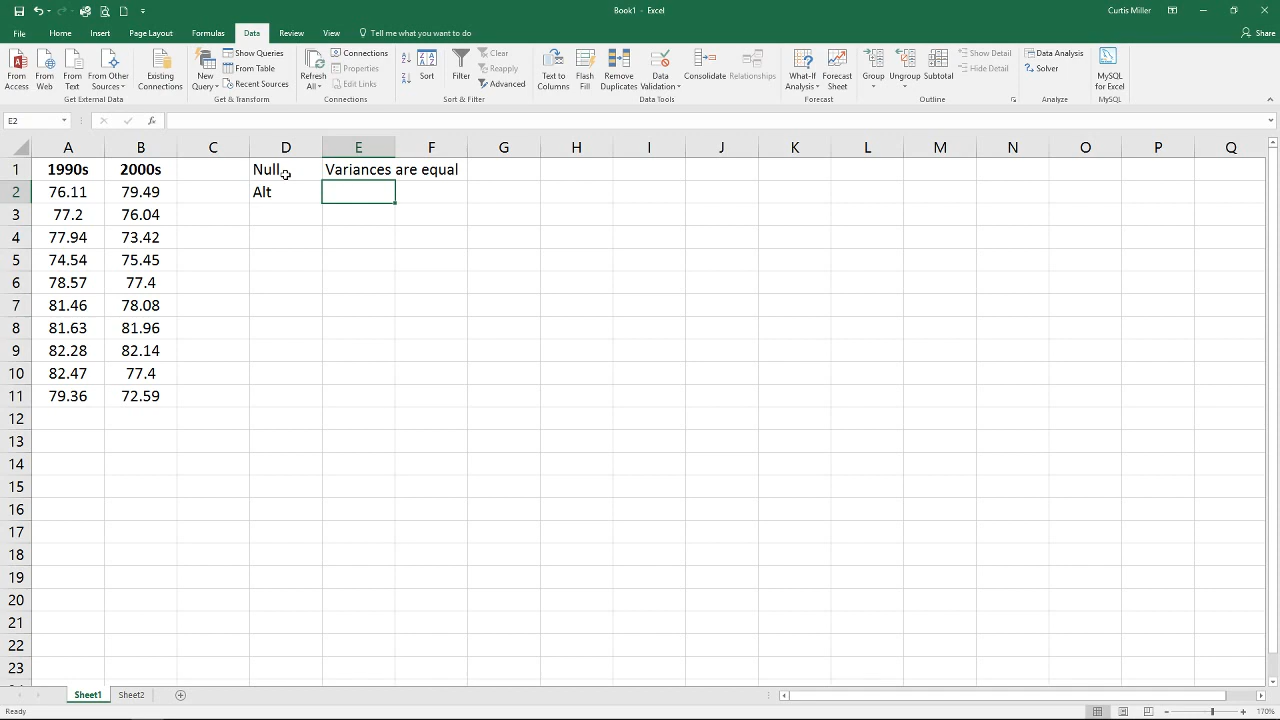 Book1 - Excel
Curtis Miller
File
Home
Insert
Page Layout
Formulas
Data
Review
View
Tell me what you want to do
Share
From Access
From Web
From Text
From Other Sources
Existing Connections
Get External Data
New Query
Show Queries
From Table
Recent Sources
Get & Transform
Refresh All
Connections
Properties
Edit Links
Connections
Sort
Filter
Clear
Reapply
Advanced
Sort & Filter
Text to Columns
Flash Fill
Remove Duplicates
Data Validation
Consolidate
Relationships
Data Tools
What-If Analysis
Forecast Sheet
Forecast
Group
Ungroup
Subtotal
Show Detail
Hide Detail
Outline
Data Analysis
Solver
Analyze
MySQL for Excel
MySQL
E2
fx
A B C D E F G H I J K L M N O P Q
1 1990s 2000s Null Variances are equal
2 76.11 79.49 Alt
3 77.2 76.04
4 77.94 73.42
5 74.54 75.45
6 78.57 77.4
7 81.46 78.08
8 81.63 81.96
9 82.28 82.14
10 82.47 77.4
11 79.36 72.59
12
13
14
15
16
17
18
19
20
21
22
23
Sheet1 Sheet2
Ready
170%